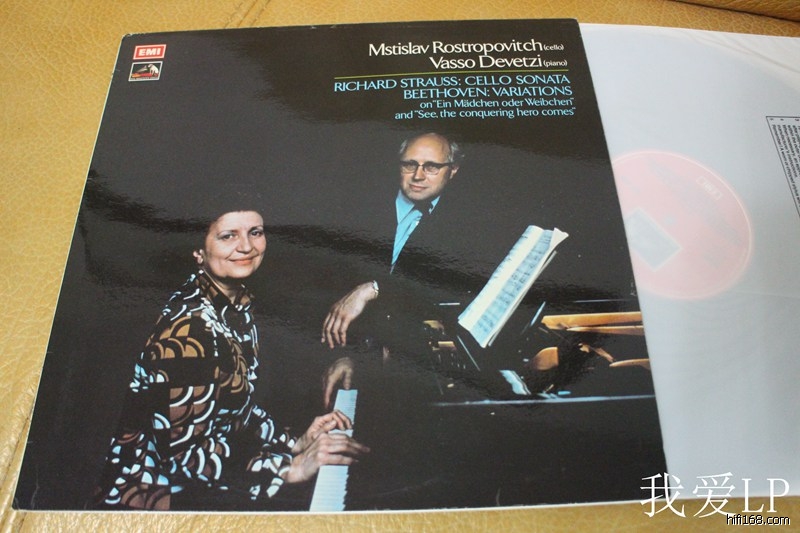 EMI
Mstislav Rostropovitch (cello)
Vasso Devetzi (piano)
RICHARD STRAUSS: CELLO SONATA
BEETHOVEN: VARIATIONS
on "Ein Mädchen oder Weibchen"
and "See, the conquering hero comes"
我爱LP
hifi168.com